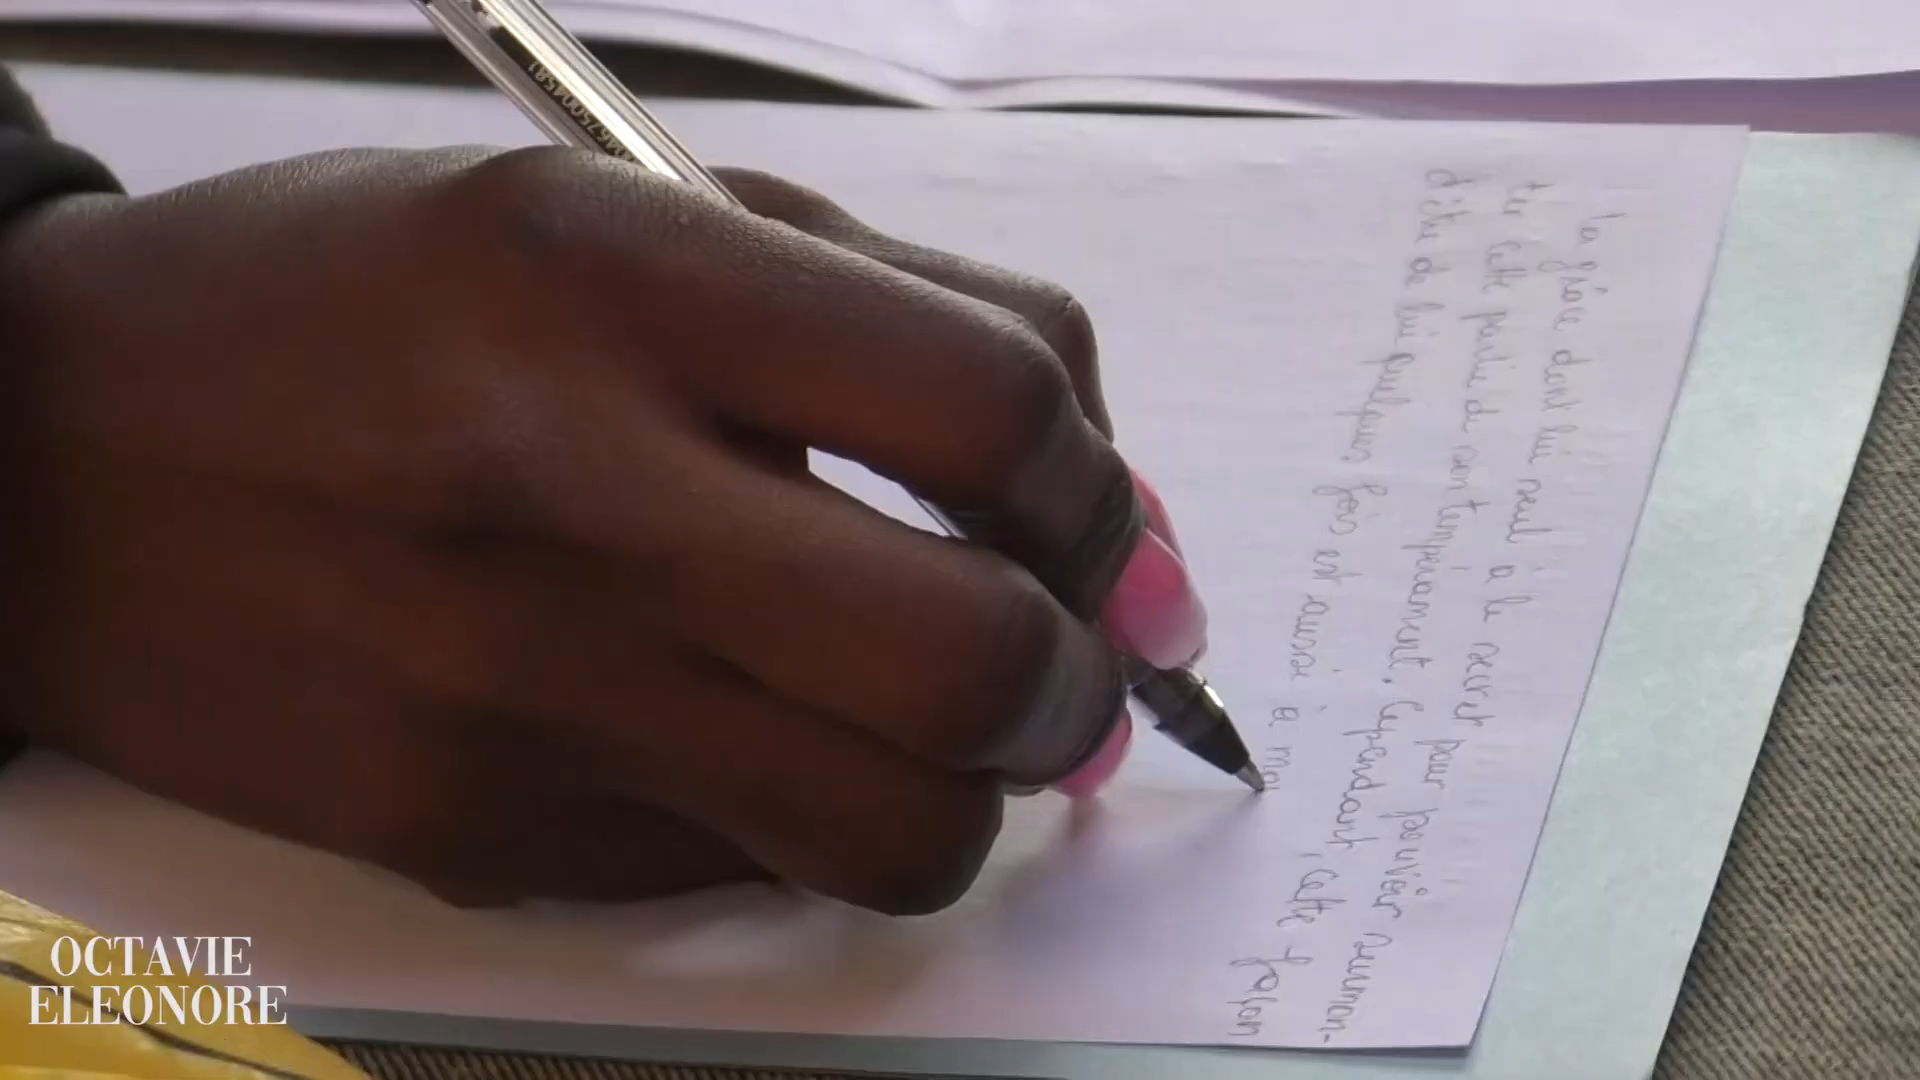 la grâce dont lui seul a le secret pour pouvoir surmon-
ter cette partie de son tempérament. Cependant, cette façon
d'être de lui quelques fois est aussi à moi
OCTAVIE
ELEONORE